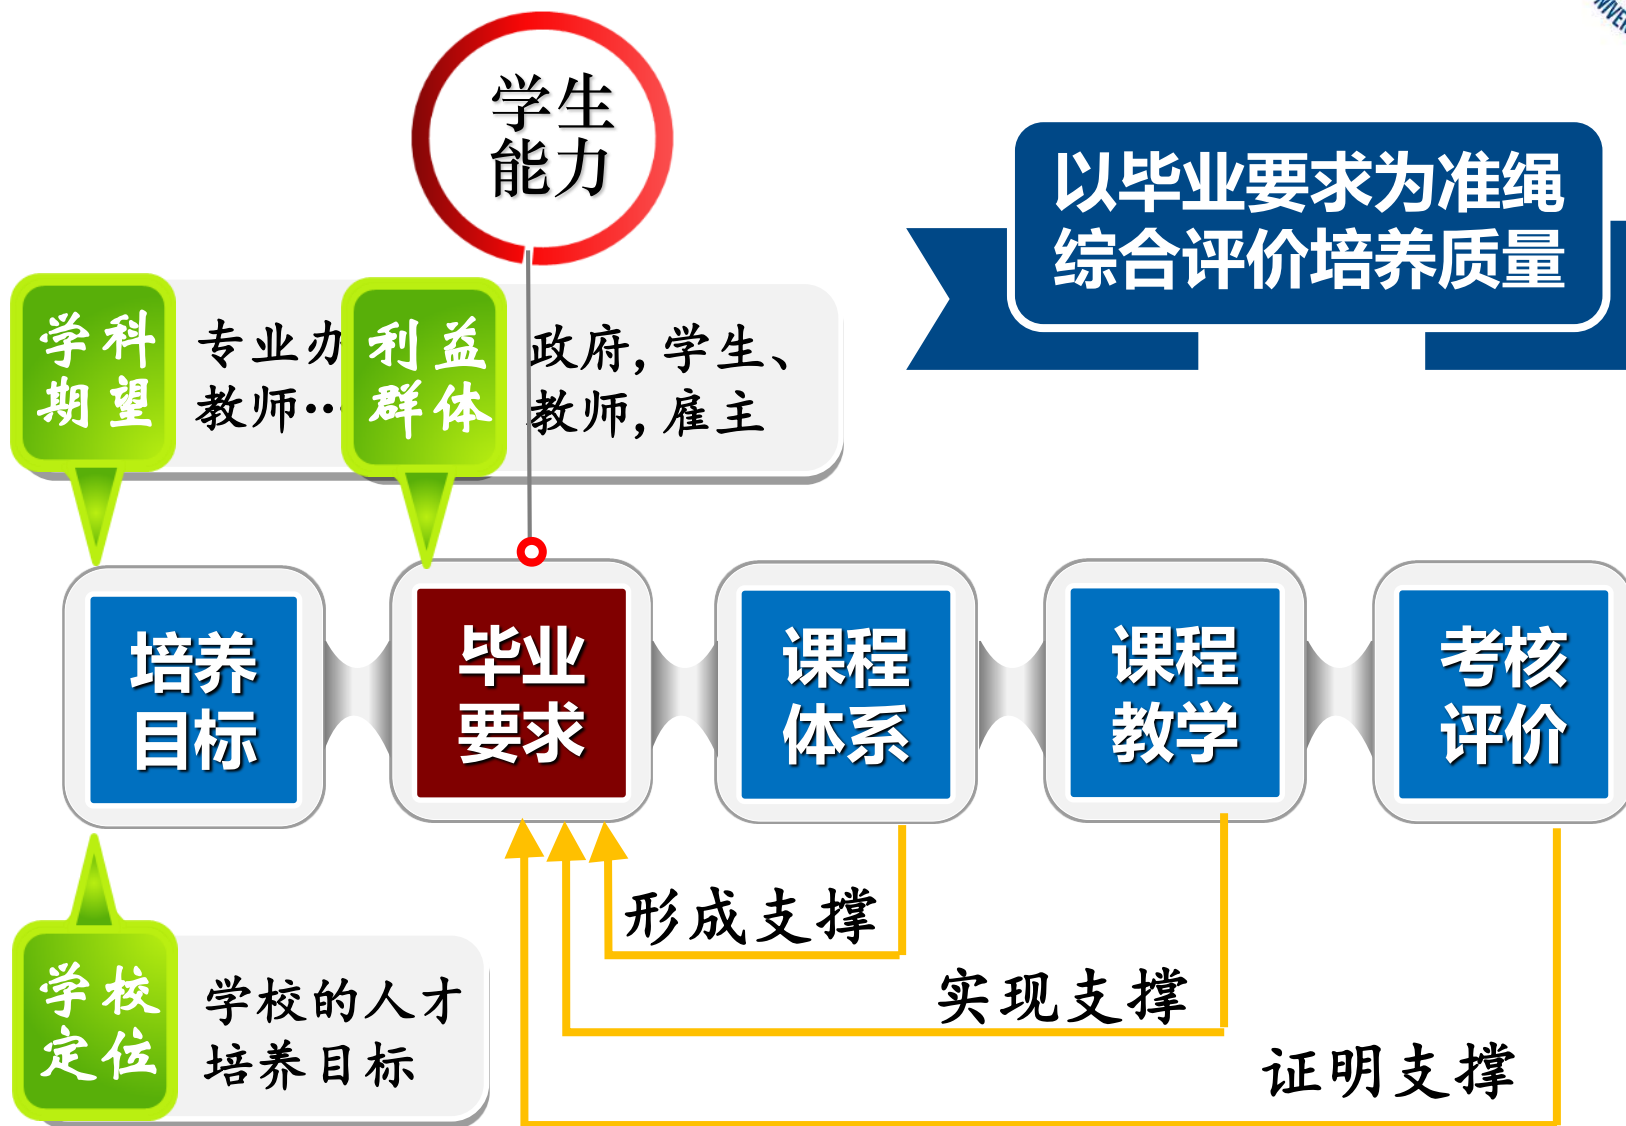 学生
能力
以毕业要求为准绳
综合评价培养质量
学科
期望
专业办
教师…
利益
群体
政府,学生、
教师,雇主
培养
目标
毕业
要求
课程
体系
课程
教学
考核
评价
形成支撑
实现支撑
证明支撑
学校
定位
学校的人才
培养目标